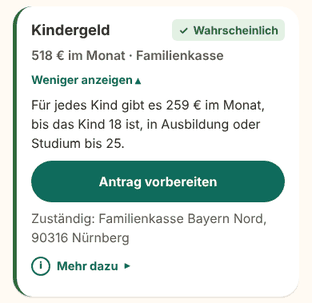 Kindergeld
✓ Wahrscheinlich
518 € im Monat · Familienkasse
Weniger anzeigen ▴
Für jedes Kind gibt es 259 € im Monat,
bis das Kind 18 ist, in Ausbildung oder
Studium bis 25.
Antrag vorbereiten
Zuständig: Familienkasse Bayern Nord,
90316 Nürnberg
i Mehr dazu ▸